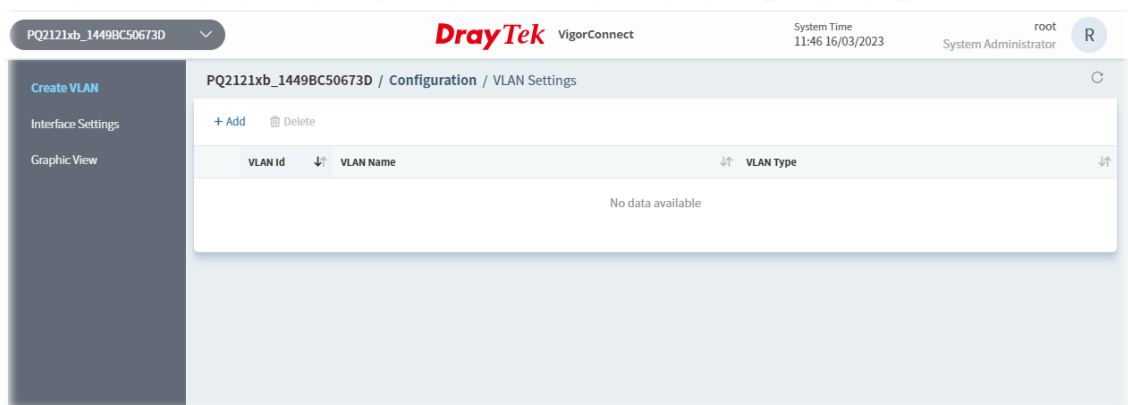 PQ2121xb_1449BC50673D
DrayTek VigorConnect
System Time
11:46 16/03/2023
root
System Administrator
R
Create VLAN
Interface Settings
Graphic View
PQ2121xb_1449BC50673D / Configuration / VLAN Settings
+ Add Delete
VLAN Id VLAN Name VLAN Type
No data available